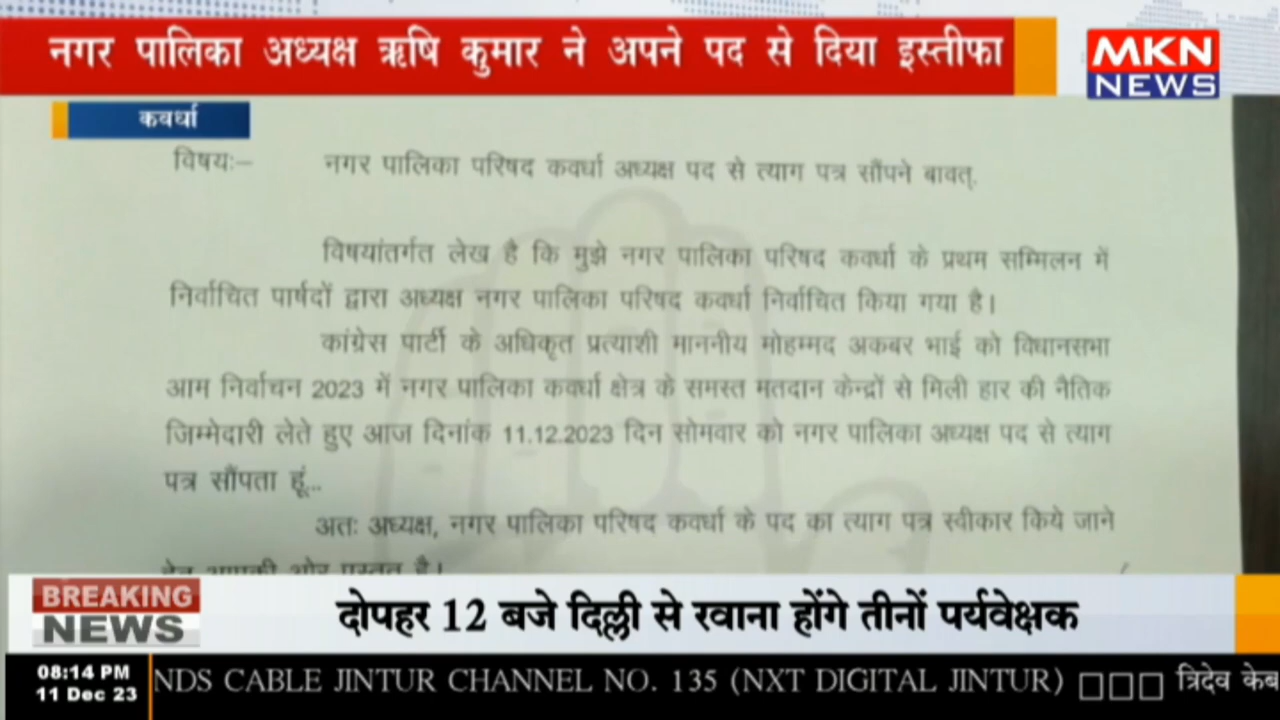 नगर पालिका अध्यक्ष ऋषि कुमार ने अपने पद से दिया इस्तीफा
MKN
NEWS
कवर्धा
विषयः– नगर पालिका परिषद कवर्धा अध्यक्ष पद से त्याग पत्र सौंपने बावत्.
विषयांतर्गत लेख है कि मुझे नगर पालिका परिषद कवर्धा के प्रथम सम्मिलन में
निर्वाचित पार्षदों द्वारा अध्यक्ष नगर पालिका परिषद कवर्धा निर्वाचित किया गया है।
कांग्रेस पार्टी के अधिकृत प्रत्याशी माननीय मोहम्मद अकबर भाई को विधानसभा
आम निर्वाचन 2023 में नगर पालिका कवर्धा क्षेत्र के समस्त मतदान केन्द्रों से मिली हार की नैतिक
जिम्मेदारी लेते हुए आज दिनांक 11.12.2023 दिन सोमवार को नगर पालिका अध्यक्ष पद से त्याग
पत्र सौंपता हूं...
अतः अध्यक्ष, नगर पालिका परिषद कवर्धा के पद का त्याग पत्र स्वीकार किये जाने
हेतु आपकी ओर प्रस्तुत है।
BREAKING
NEWS
दोपहर 12 बजे दिल्ली से रवाना होंगे तीनों पर्यवेक्षक
08:14 PM
11 Dec 23
NDS CABLE JINTUR CHANNEL NO. 135 (NXT DIGITAL JINTUR) □□□ त्रिदेव केब